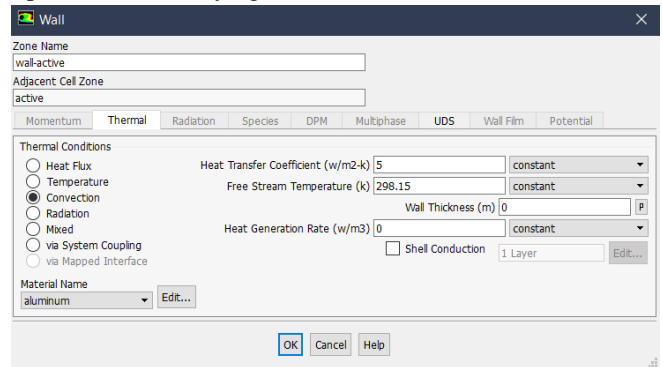 Wall
Zone Name
wall-active
Adjacent Cell Zone
active
Momentum Thermal Radiation Species DPM Multiphase UDS Wall Film Potential
Thermal Conditions
Heat Flux
Temperature
Convection
Radiation
Mixed
via System Coupling
via Mapped Interface
Heat Transfer Coefficient (w/m2-k) 5 constant
Free Stream Temperature (k) 298.15 constant
Wall Thickness (m) 0 P
Heat Generation Rate (w/m3) 0 constant
Shell Conduction 1 Layer Edit...
Material Name
aluminum Edit...
OK Cancel Help